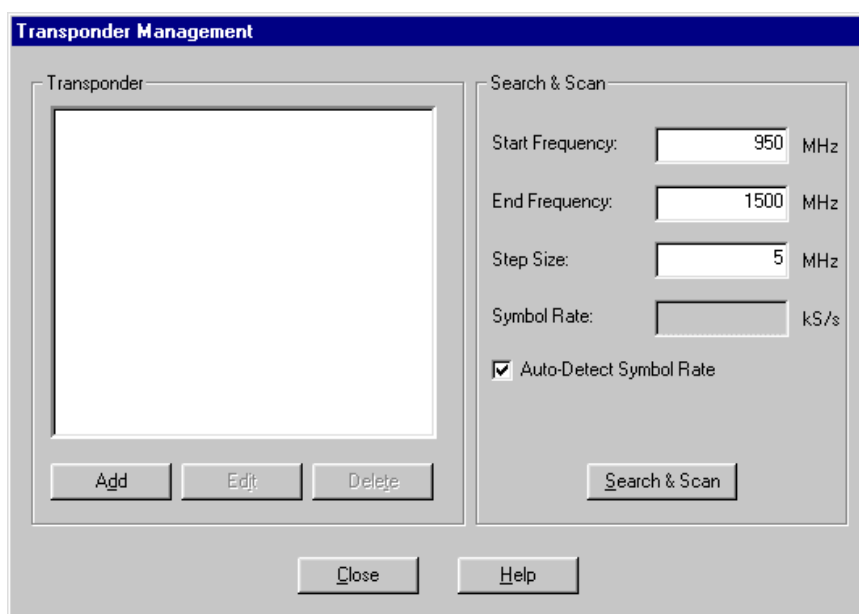 Transponder Management
Transponder
Add
Edit
Delete
Search & Scan
Start Frequency: 950 MHz
End Frequency: 1500 MHz
Step Size: 5 MHz
Symbol Rate: kS/s
Auto-Detect Symbol Rate
Search & Scan
Close
Help